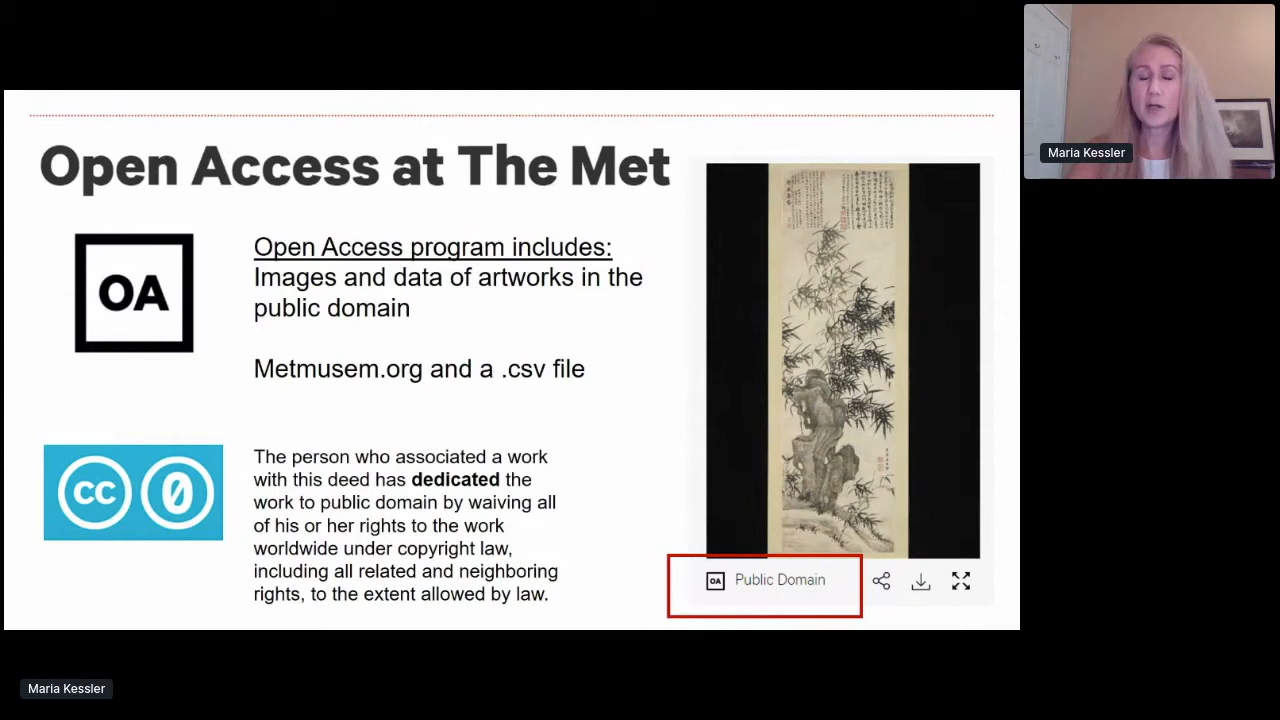 Open Access at The Met
OA
Open Access program includes:
Images and data of artworks in the
public domain
Metmusem.org and a .csv file
CC 0
The person who associated a work
with this deed has dedicated the
work to public domain by waiving all
of his or her rights to the work
worldwide under copyright law,
including all related and neighboring
rights, to the extent allowed by law.
OA Public Domain
Maria Kessler
Maria Kessler